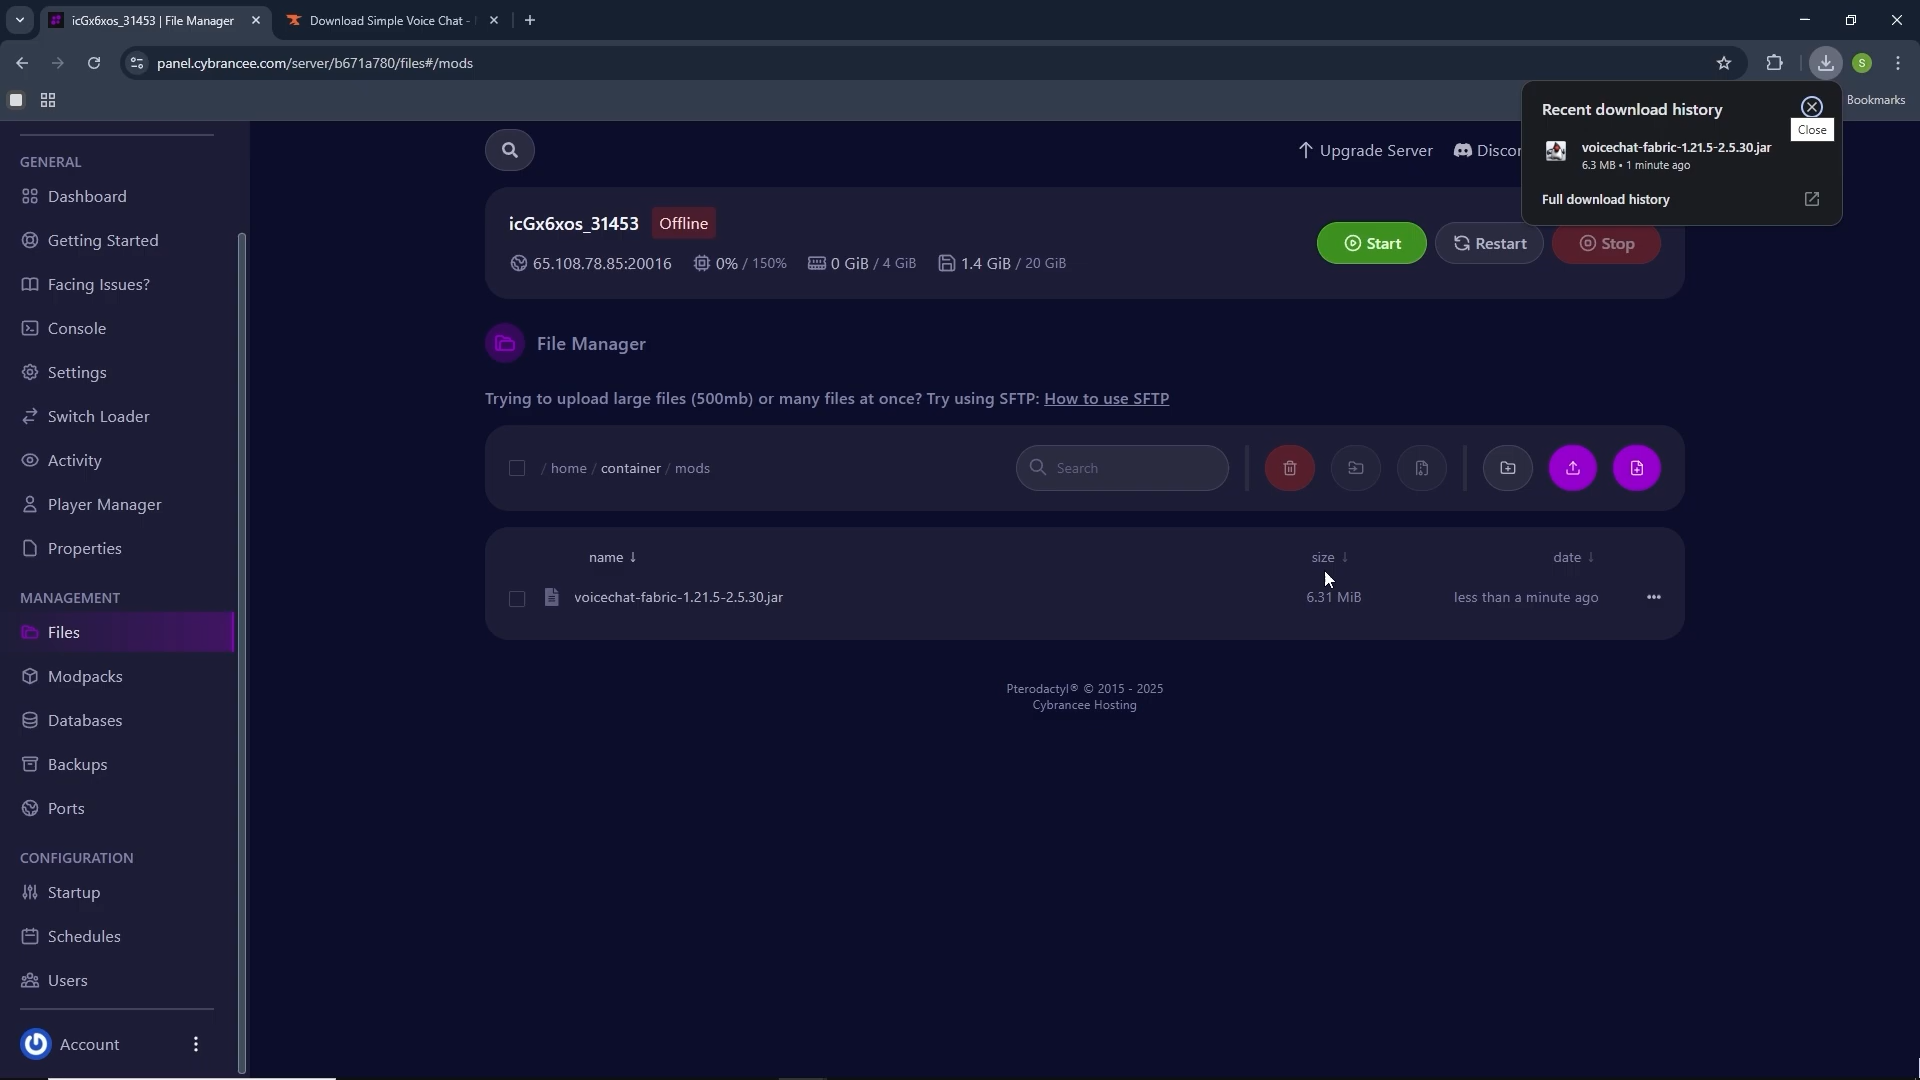 icGx6xos_31453 | File Manager
Download Simple Voice Chat -
panel.cybrancee.com/server/b671a780/files#/mods
S
Bookmarks
Recent download history
Close
voicechat-fabric-1.21.5-2.5.30.jar
6.3 MB • 1 minute ago
Full download history
GENERAL
Dashboard
Getting Started
Facing Issues?
Console
Settings
Switch Loader
Activity
Player Manager
Properties
MANAGEMENT
Files
Modpacks
Databases
Backups
Ports
CONFIGURATION
Startup
Schedules
Users
Account
Upgrade Server
Discor
icGx6xos_31453
Offline
65.108.78.85:20016
0% / 150%
0 GiB / 4 GiB
1.4 GiB / 20 GiB
Start
Restart
Stop
File Manager
Trying to upload large files (500mb) or many files at once? Try using SFTP: How to use SFTP
/ home / container / mods
Search
name ↓
size ↓
date ↓
voicechat-fabric-1.21.5-2.5.30.jar
6.31 MiB
less than a minute ago
Pterodactyl® © 2015 - 2025
Cybrancee Hosting